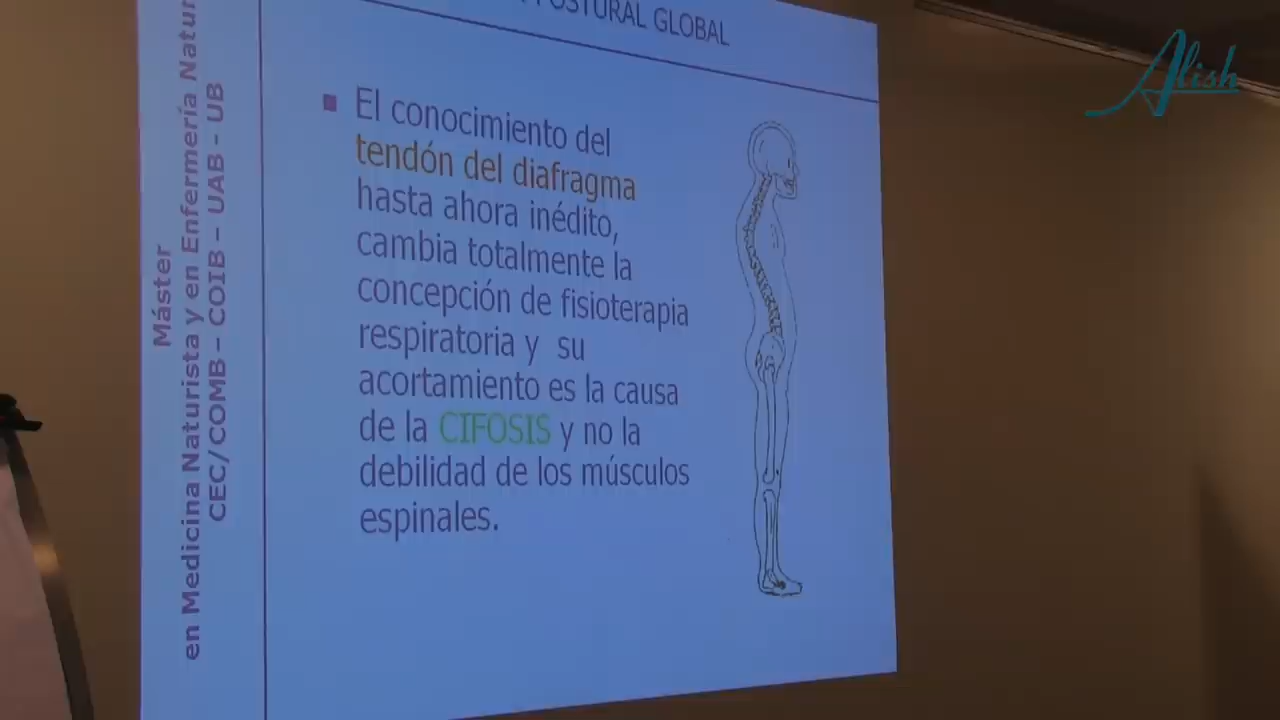 POSTURAL GLOBAL
El conocimiento del
tendón del diafragma
hasta ahora inédito,
cambia totalmente la
concepción de fisioterapia
respiratoria y su
acortamiento es la causa
de la CIFOSIS y no la
debilidad de los músculos
espinales.
Máster
en Medicina Naturista y en Enfermería Natur
CEC/COMB - COIB - UAB - UB
Alish